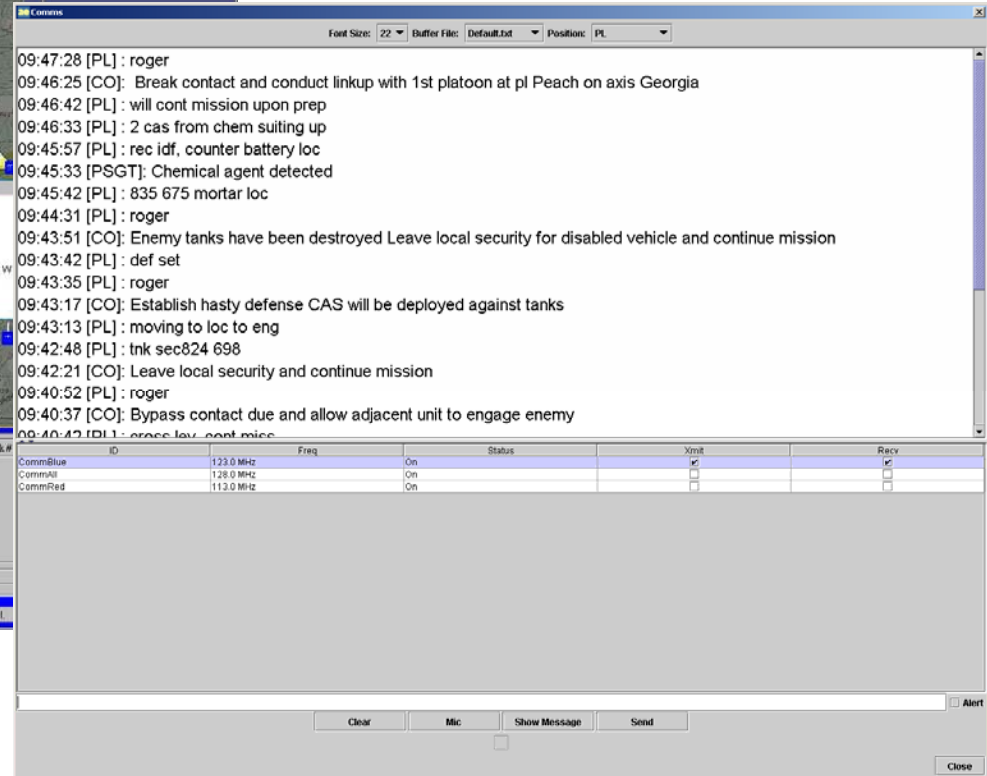 Comms
Font Size: 22 Buffer File: Default.txt Position: PL
09:47:28 [PL] : roger
09:46:25 [CO]: Break contact and conduct linkup with 1st platoon at pl Peach on axis Georgia
09:46:42 [PL] : will cont mission upon prep
09:46:33 [PL] : 2 cas from chem suiting up
09:45:57 [PL] : rec idf, counter battery loc
09:45:33 [PSGT]: Chemical agent detected
09:45:42 [PL] : 835 675 mortar loc
09:44:31 [PL] : roger
09:43:51 [CO]: Enemy tanks have been destroyed Leave local security for disabled vehicle and continue mission
09:43:42 [PL] : def set
09:43:35 [PL] : roger
09:43:17 [CO]: Establish hasty defense CAS will be deployed against tanks
09:43:13 [PL] : moving to loc to eng
09:42:48 [PL] : tnk sec824 698
09:42:21 [CO]: Leave local security and continue mission
09:40:52 [PL] : roger
09:40:37 [CO]: Bypass contact due and allow adjacent unit to engage enemy
09:40:42 [PL] : cross lev, cont miss
ID Freq Status Xmit Recv
CommBlue 123.0 MHz On
CommAll 128.0 MHz On
CommRed 113.0 MHz On
Alert
Clear Mic Show Message Send
Close